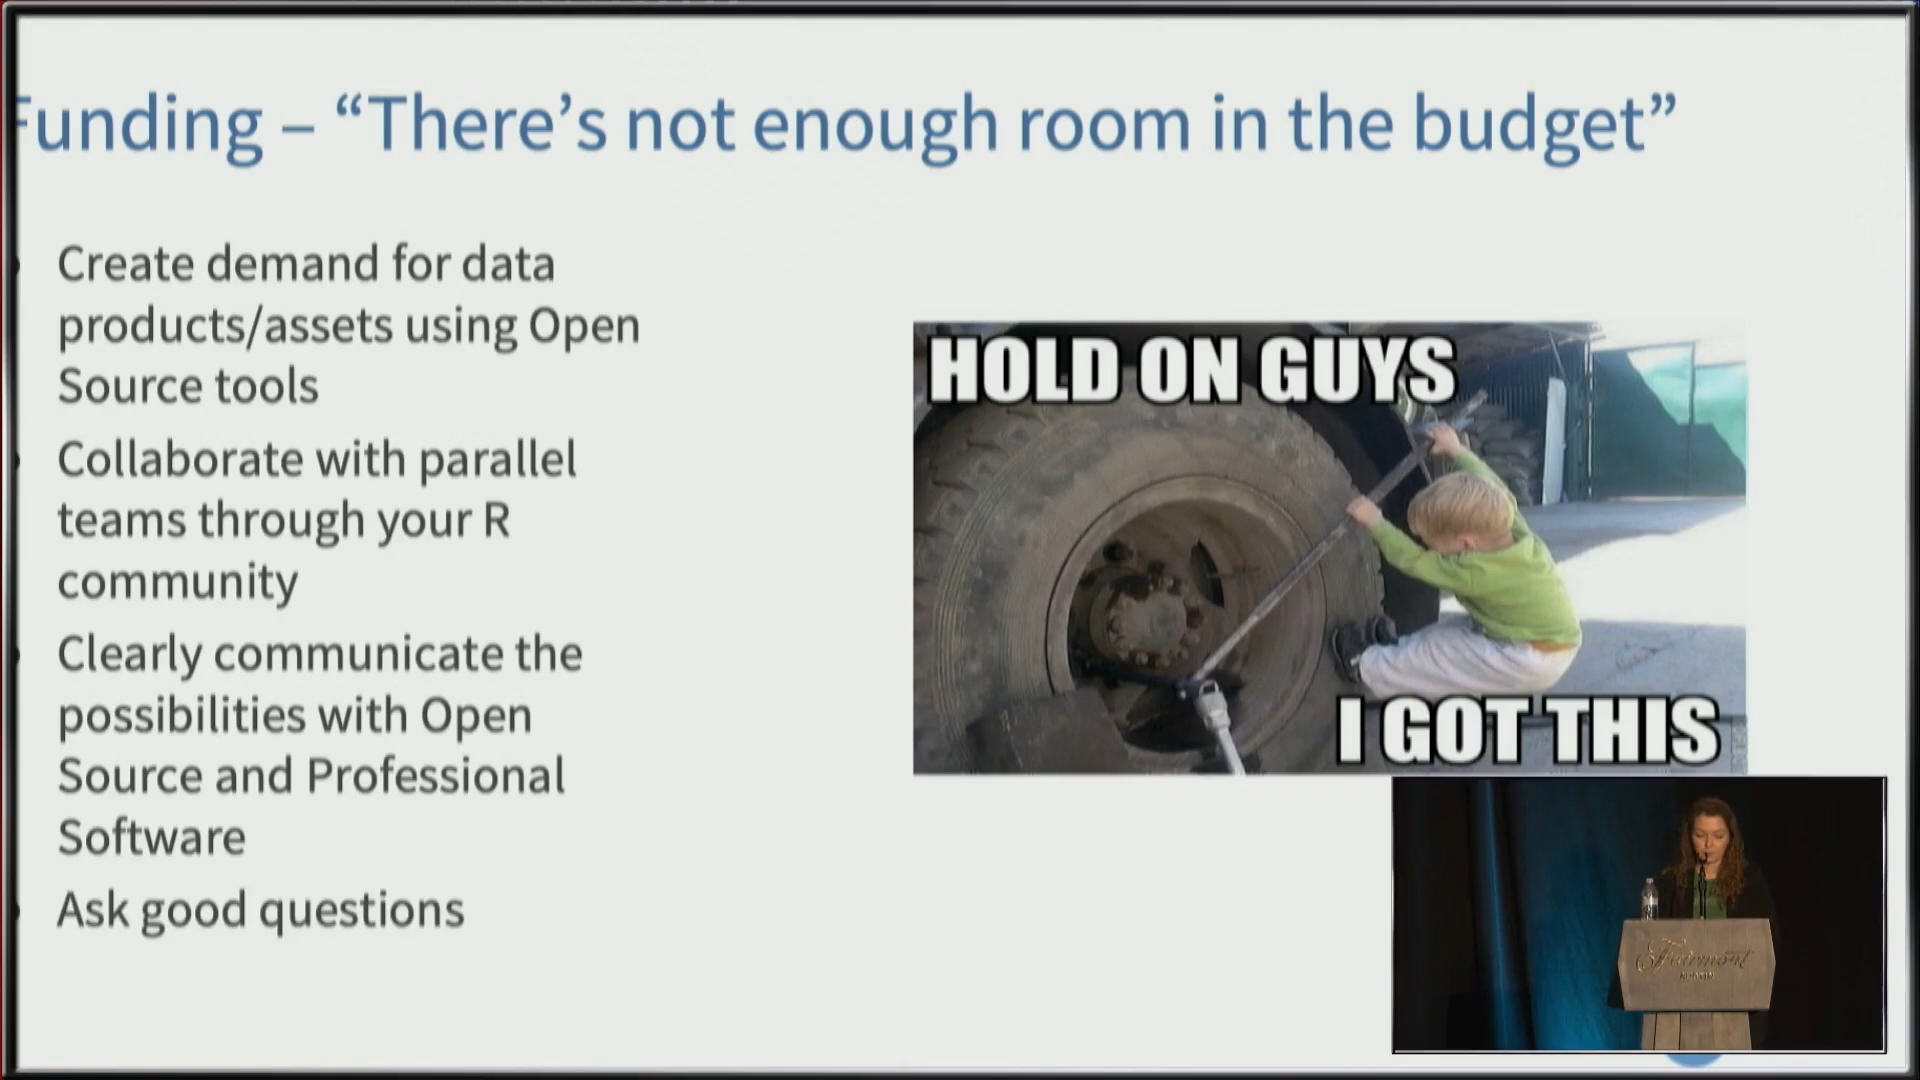 Funding – “There’s not enough room in the budget”
Create demand for data
products/assets using Open
Source tools
Collaborate with parallel
teams through your R
community
Clearly communicate the
possibilities with Open
Source and Professional
Software
Ask good questions
HOLD ON GUYS
I GOT THIS
Fairmont
AUSTIN